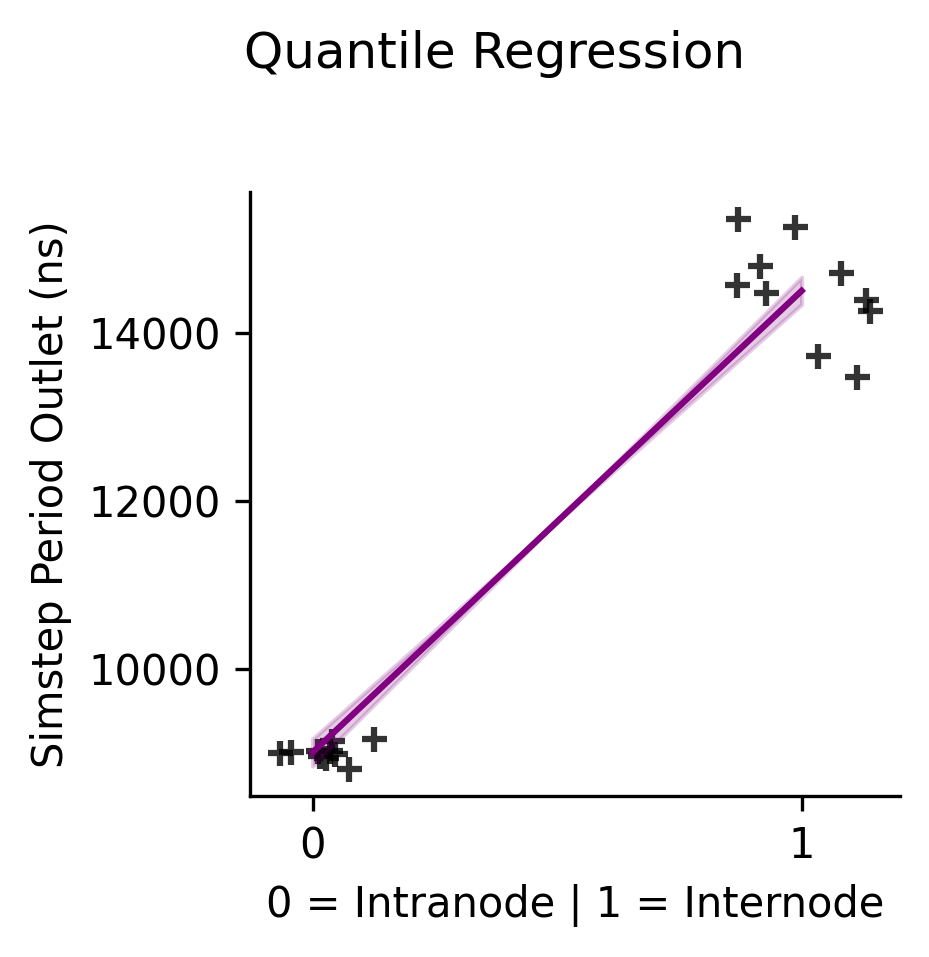 Quantile Regression
Simstep Period Outlet (ns)
14000
12000
10000
0 1
0 = Intranode | 1 = Internode